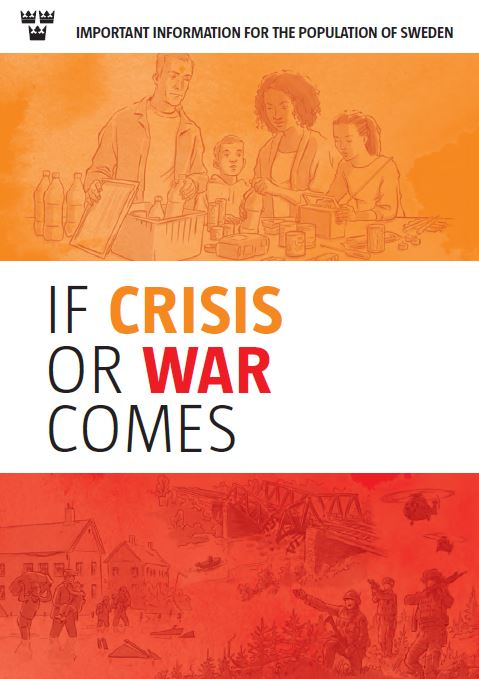 IMPORTANT INFORMATION FOR THE POPULATION OF SWEDEN
IF CRISIS
OR WAR
COMES